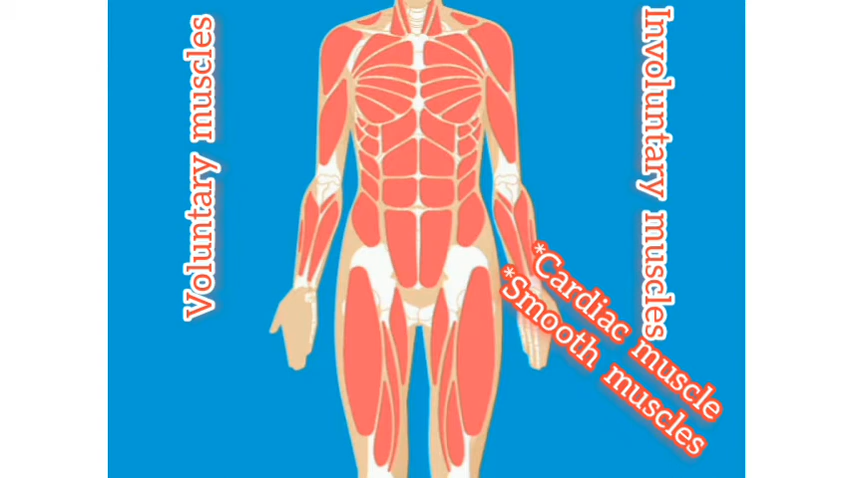 Voluntary muscles
Involuntary muscles
*Cardiac muscle
*Smooth muscles